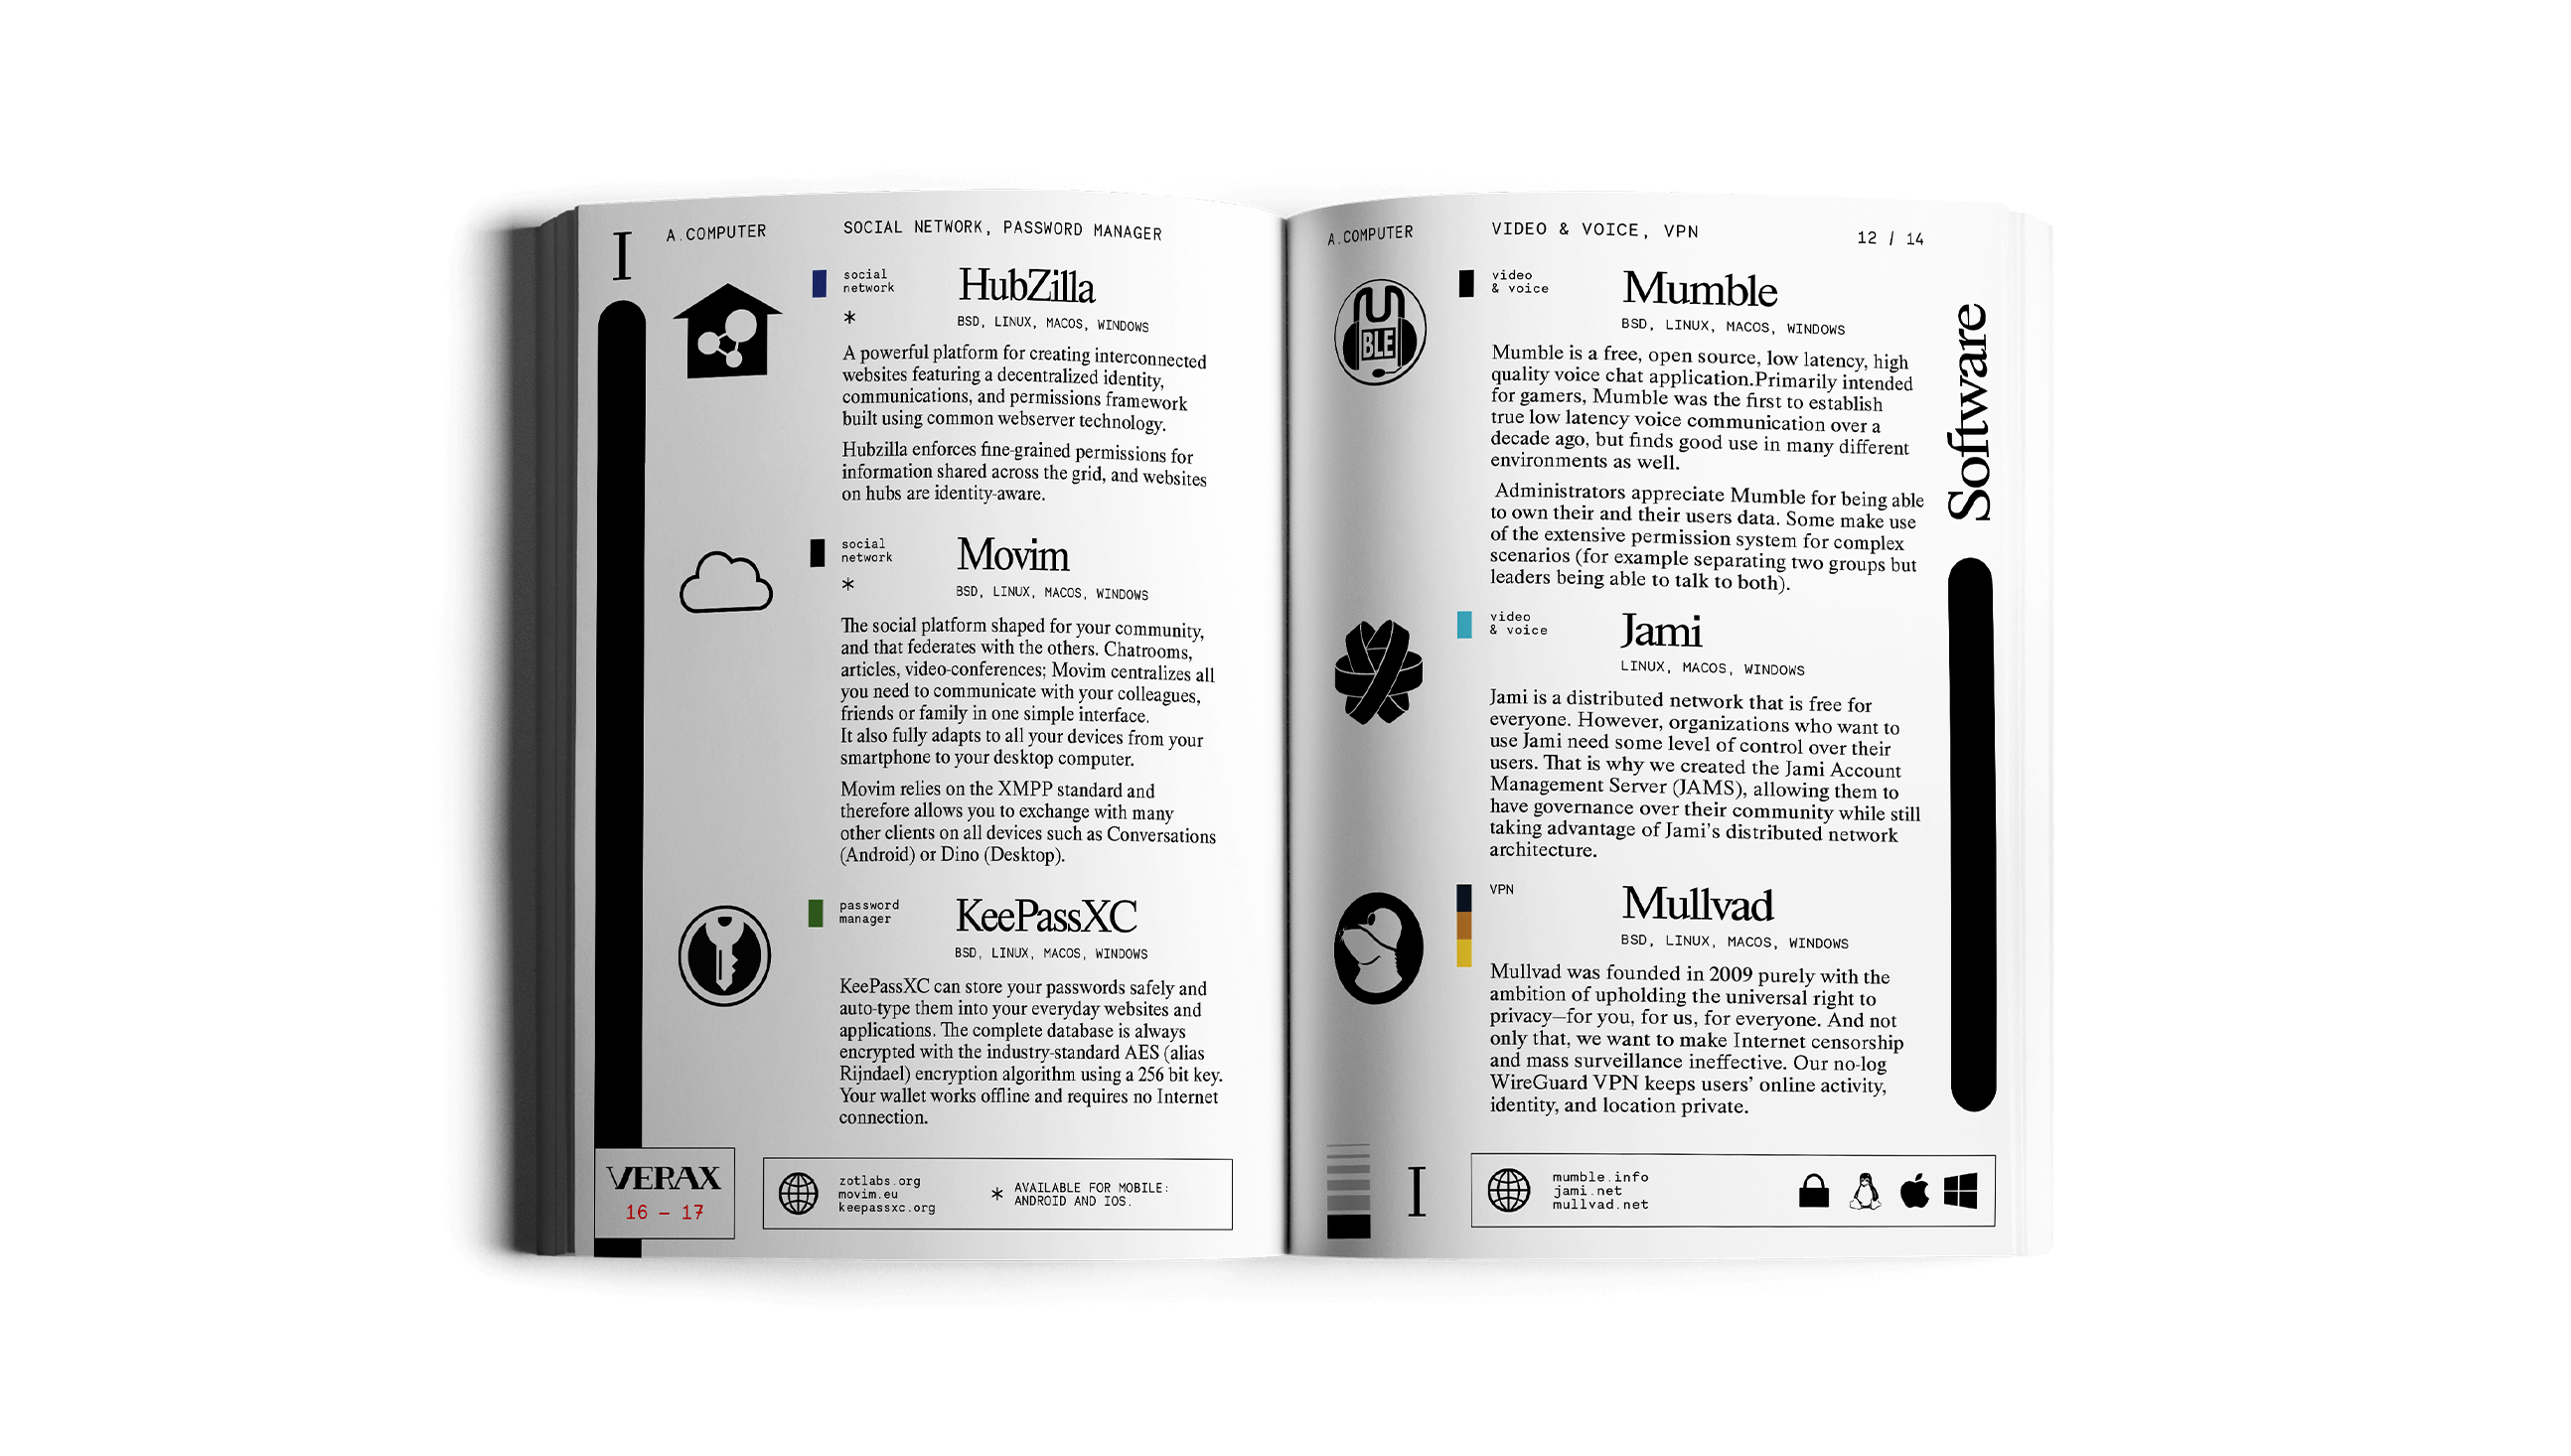 I
A.COMPUTER
SOCIAL NETWORK, PASSWORD MANAGER
social
network
*
HubZilla
BSD, LINUX, MACOS, WINDOWS
A powerful platform for creating interconnected
websites featuring a decentralized identity,
communications, and permissions framework
built using common webserver technology.
Hubzilla enforces fine-grained permissions for
information shared across the grid, and websites
on hubs are identity-aware.
social
network
*
Movim
BSD, LINUX, MACOS, WINDOWS
The social platform shaped for your community,
and that federates with the others. Chatrooms,
articles, video-conferences; Movim centralizes all
you need to communicate with your colleagues,
friends or family in one simple interface.
It also fully adapts to all your devices from your
smartphone to your desktop computer.
Movim relies on the XMPP standard and
therefore allows you to exchange with many
other clients on all devices such as Conversations
(Android) or Dino (Desktop).
password
manager
KeePassXC
BSD, LINUX, MACOS, WINDOWS
KeePassXC can store your passwords safely and
auto-type them into your everyday websites and
applications. The complete database is always
encrypted with the industry-standard AES (alias
Rijndael) encryption algorithm using a 256 bit key.
Your wallet works offline and requires no Internet
connection.
VERAX
16 – 17
zotlabs.org
movim.eu
keepassxc.org
* AVAILABLE FOR MOBILE:
ANDROID AND IOS.
A.COMPUTER
VIDEO & VOICE, VPN
12 / 14
BLE
video
& voice
Mumble
BSD, LINUX, MACOS, WINDOWS
Mumble is a free, open source, low latency, high
quality voice chat application.Primarily intended
for gamers, Mumble was the first to establish
true low latency voice communication over a
decade ago, but finds good use in many different
environments as well.
Administrators appreciate Mumble for being able
to own their and their users data. Some make use
of the extensive permission system for complex
scenarios (for example separating two groups but
leaders being able to talk to both).
video
& voice
Jami
LINUX, MACOS, WINDOWS
Jami is a distributed network that is free for
everyone. However, organizations who want to
use Jami need some level of control over their
users. That is why we created the Jami Account
Management Server (JAMS), allowing them to
have governance over their community while still
taking advantage of Jami's distributed network
architecture.
VPN
Mullvad
BSD, LINUX, MACOS, WINDOWS
Mullvad was founded in 2009 purely with the
ambition of upholding the universal right to
privacy—for you, for us, for everyone. And not
only that, we want to make Internet censorship
and mass surveillance ineffective. Our no-log
WireGuard VPN keeps users' online activity,
identity, and location private.
Software
I
mumble.info
jami.net
mullvad.net